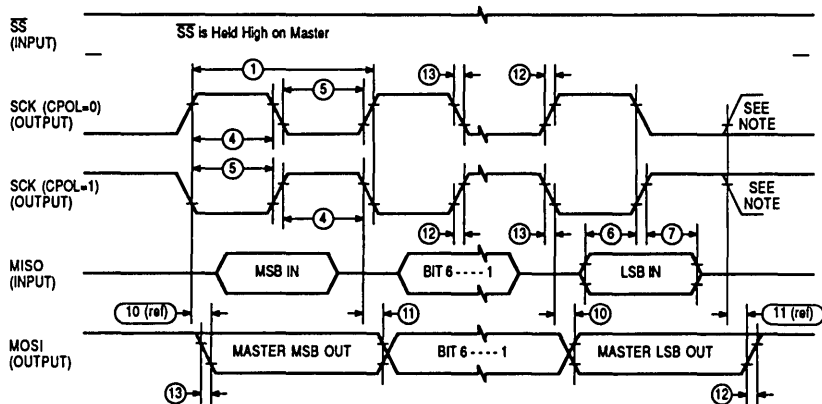 SS
(INPUT)
SS is Held High on Master
1
5
13
12
SCK (CPOL=0)
(OUTPUT)
SEE
NOTE
4
5
SCK (CPOL=1)
(OUTPUT)
SEE
NOTE
4
12
13
6
7
MISO
(INPUT)
MSB IN
BIT 6 - - - - - 1
LSB IN
10 (ref)
11
10
11 (ref)
MOSI
(OUTPUT)
MASTER MSB OUT
BIT 6 - - - - - 1
MASTER LSB OUT
13
12